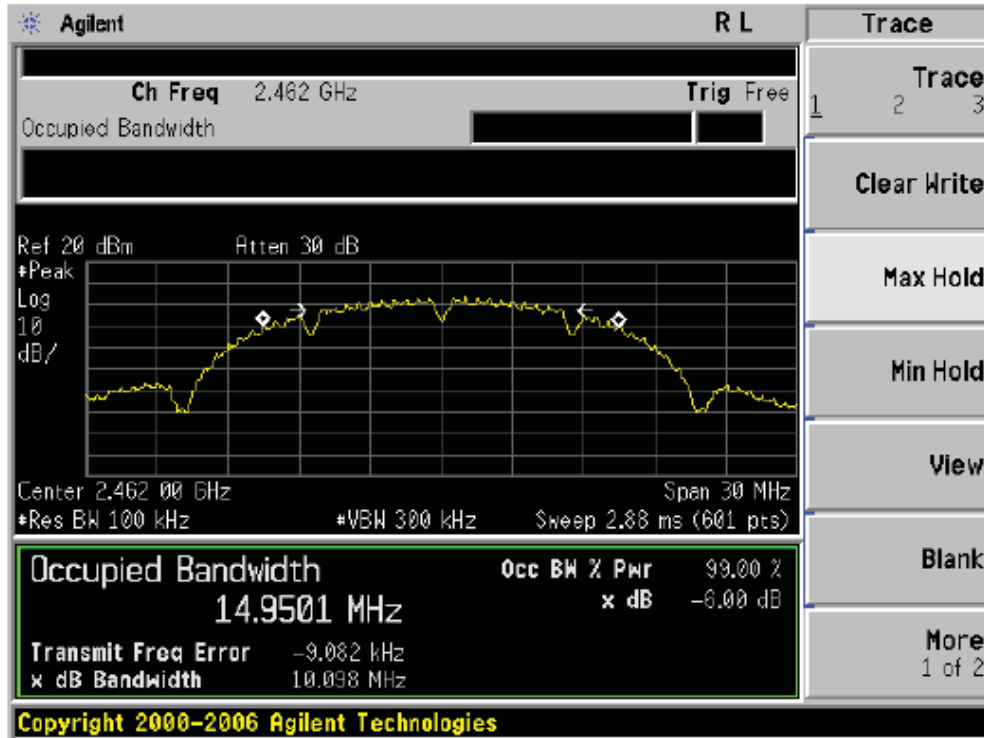 Agilent R L Trace
Ch Freq 2.462 GHz Trig Free
Occupied Bandwidth
Trace
1 2 3
Clear Write
Max Hold
Min Hold
View
Blank
More
1 of 2
Ref 20 dBm Atten 30 dB
#Peak
Log
10
dB/
Center 2.462 00 GHz Span 30 MHz
#Res BW 100 kHz #VBW 300 kHz Sweep 2.88 ms (601 pts)
Occupied Bandwidth Occ BW % Pwr 99.00 %
14.9501 MHz x dB -6.00 dB
Transmit Freq Error -9.082 kHz
x dB Bandwidth 10.098 MHz
Copyright 2000-2006 Agilent Technologies